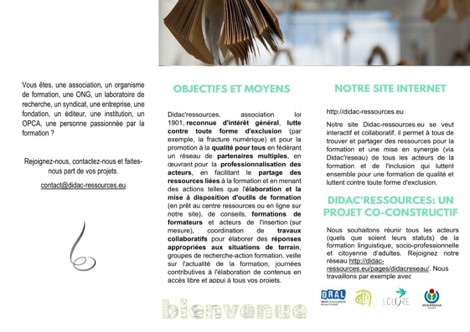 Vous êtes, une association, un organisme
de formation, une ONG, un laboratoire de
recherche, un syndicat, une entreprise, une
fondation, un éditeur, une institution, un
OPCA, une personne passionnée par la
formation ?
Rejoignez-nous, contactez-nous et faites-
nous part de vos projets.
contact@didac-ressources.eu
OBJECTIFS ET MOYENS
Didac'ressources, association loi
1901, reconnue d'intérêt général, lutte
contre toute forme d'exclusion (par
exemple, la fracture numérique) et pour la
promotion à la qualité pour tous en fédérant
un réseau de partenaires multiples, en
œuvrant pour la professionnalisation des
acteurs, en facilitant le partage des
ressources liées à la formation et en menant
des actions telles que l'élaboration et la
mise à disposition d'outils de formation
(en prêt au centre ressources ou en ligne sur
notre site), de conseils, formations de
formateurs et acteurs de l'insertion (sur
mesure), coordination de travaux
collaboratifs pour élaborer des réponses
appropriées aux situations de terrain,
groupes de recherche-action formation, veille
sur l'actualité de la formation, journées
contributives à l'élaboration de contenus en
accès libre et appui à tous vos projets.
bienvenue
NOTRE SITE INTERNET
http://didac-ressources.eu
Notre site Didac-ressources.eu se veut
interactif et collaboratif, il permet à tous de
trouver et partager des ressources pour la
formation et une mise en synergie (via
Didac'reseau) de tous les acteurs de la
formation et de l'inclusion qui luttent
ensemble pour une formation de qualité et
luttent contre toute forme d'exclusion.
DIDAC'RESSOURCES: UN
PROJET CO-CONSTRUCTIF
Nous souhaitons réunir tous les acteurs
(quels que soient leurs statuts) de la
formation linguistique, socio-professionnelle
et citoyenne d'adultes. Rejoignez notre
réseau http://didac-
ressources.eu/pages/didacreseau/. Nous
travaillons par exemple avec
ORAL
WIKIMEDIA